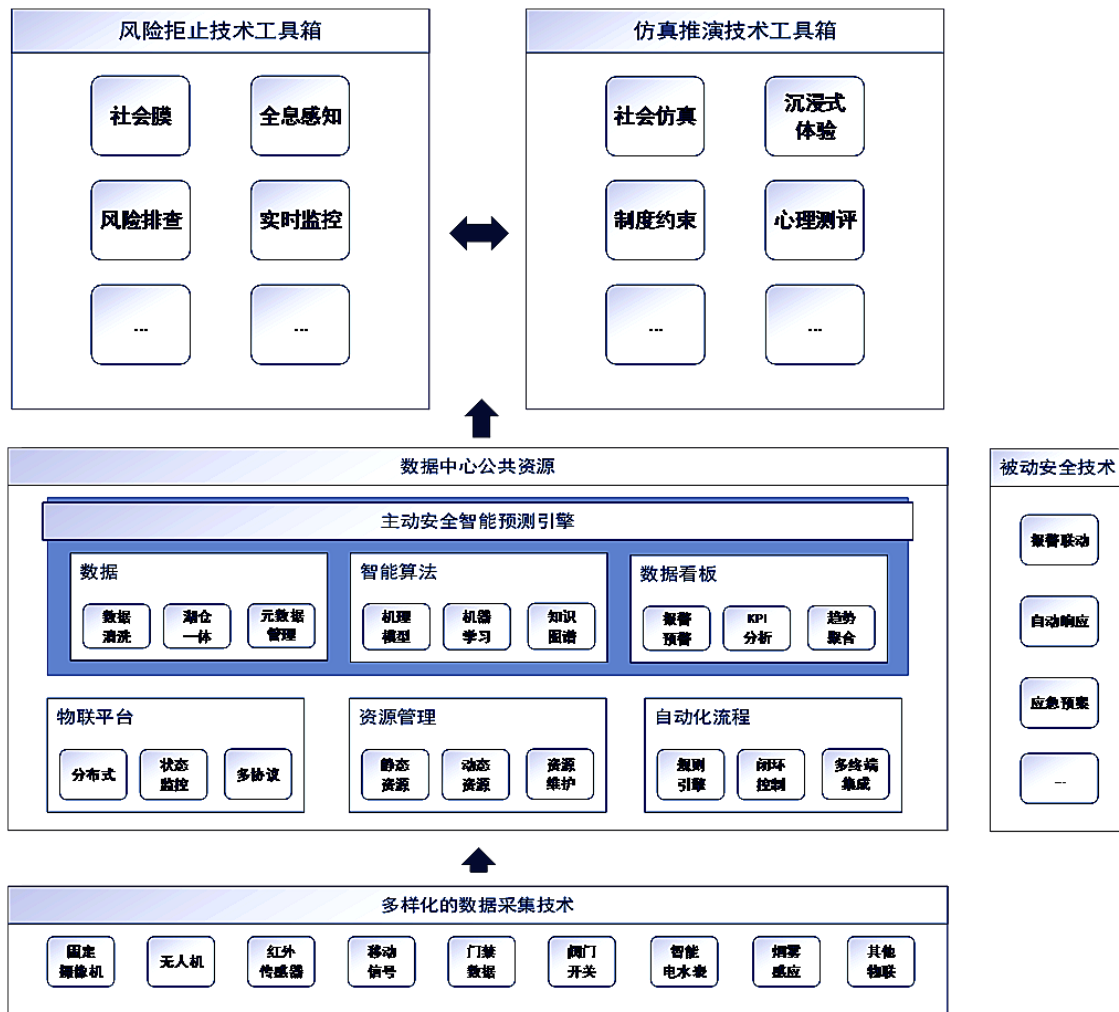 风险拒止技术工具箱
社会膜
全息感知
风险排查
实时监控
...
...
仿真推演技术工具箱
社会仿真
沉浸式
体验
制度约束
心理测评
...
...
数据中心公共资源
主动安全智能预测引擎
数据
数据
清洗
湖仓
一体
元数据
管理
智能算法
机理
模型
机器
学习
知识
图谱
数据看板
报警
预警
KPI
分析
趋势
聚合
物联平台
分布式
状态
监控
多协议
资源管理
静态
资源
动态
资源
资源
维护
自动化流程
规则
引擎
闭环
控制
多终端
集成
被动安全技术
报警联动
自动响应
应急预案
...
多样化的数据采集技术
固定
摄像机
无人机
红外
传感器
移动
信号
门禁
数据
阀门
开关
智能
电水表
烟雾
感应
其他
物联